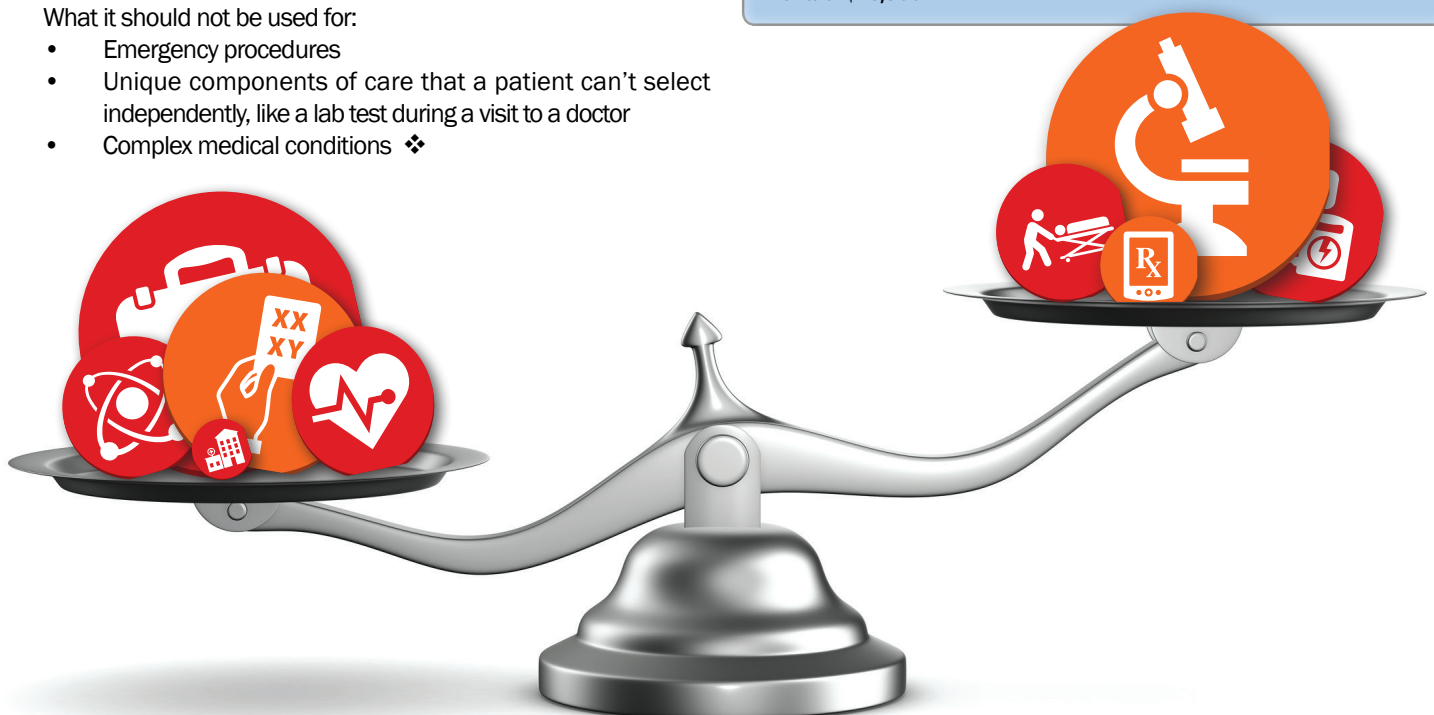 What it should not be used for:
• Emergency procedures
• Unique components of care that a patient can't select
independently, like a lab test during a visit to a doctor
• Complex medical conditions ❖
XX
XY
Rx